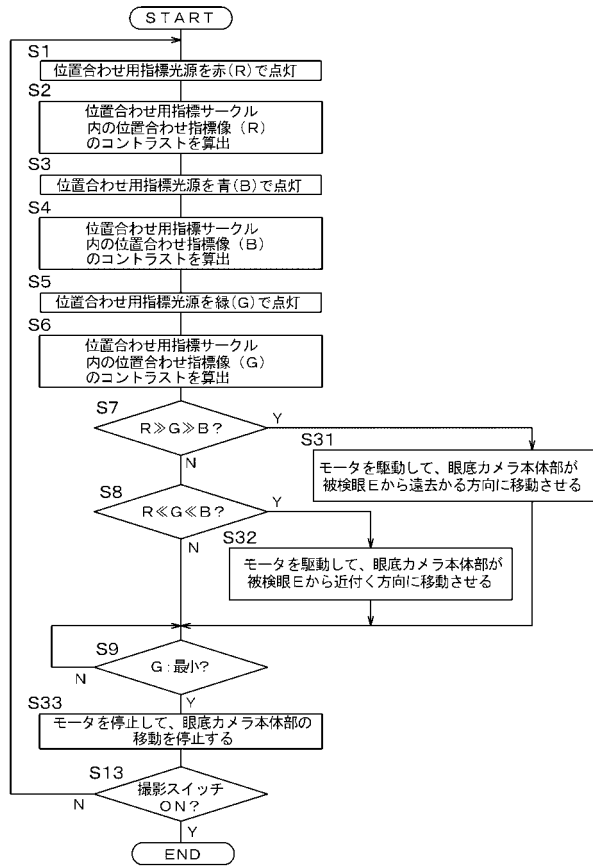 START
S1
位置合わせ用指標光源を赤(R)で点灯
S2
位置合わせ用指標サークル
内の位置合わせ指標像(R)
のコントラストを算出
S3
位置合わせ用指標光源を青(B)で点灯
S4
位置合わせ用指標サークル
内の位置合わせ指標像(B)
のコントラストを算出
S5
位置合わせ用指標光源を緑(G)で点灯
S6
位置合わせ用指標サークル
内の位置合わせ指標像(G)
のコントラストを算出
S7
R≫G≫B?
Y
N
S31
モータを駆動して、眼底カメラ本体部が
被検眼Eから遠去かる方向に移動させる
S8
R≪G≪B?
Y
N
S32
モータを駆動して、眼底カメラ本体部が
被検眼Eから近付く方向に移動させる
S9
G:最小?
N
Y
S33
モータを停止して、眼底カメラ本体部の
移動を停止する
S13
撮影スイッチ
ON?
N
Y
END